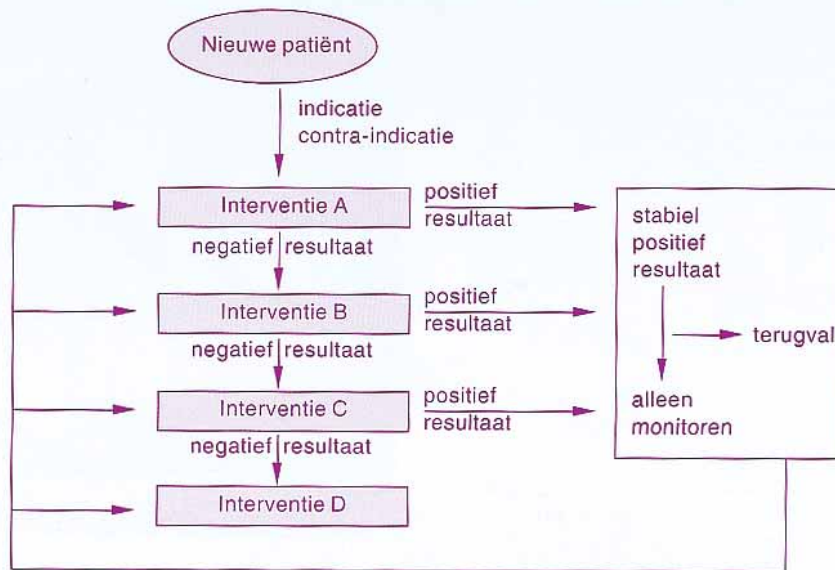 Nieuwe patiënt
indicatie
contra-indicatie
Interventie A
positief
resultaat
negatief resultaat
Interventie B
positief
resultaat
negatief resultaat
Interventie C
positief
resultaat
negatief resultaat
Interventie D
stabiel
positief
resultaat
terugval
alleen
monitoren